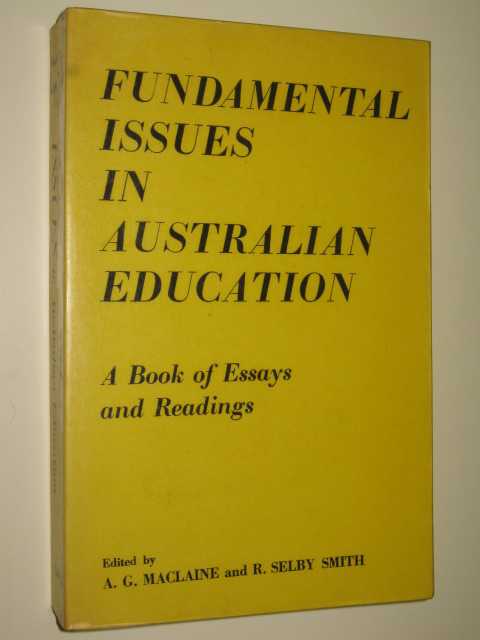 FUNDAMENTAL
ISSUES
IN
AUSTRALIAN
EDUCATION
A Book of Essays
and Readings
Edited by
A. G. MACLAINE and R. SELBY SMITH